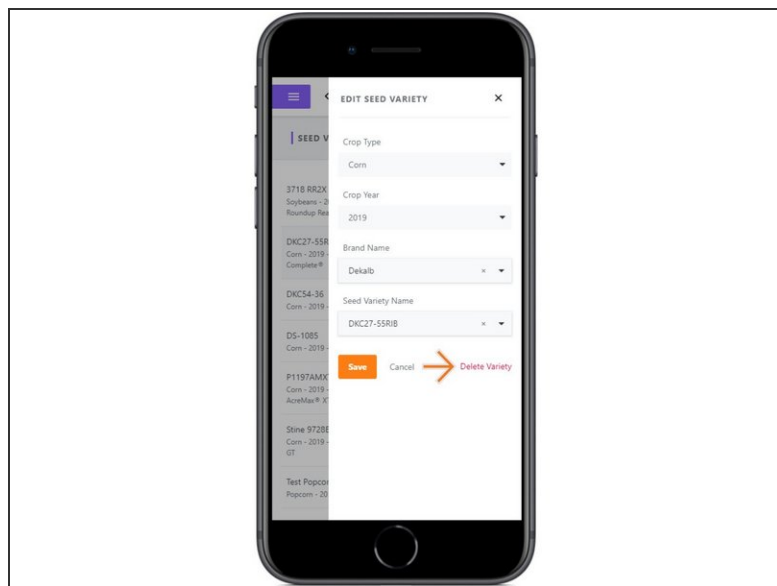 EDIT SEED VARIETY
Crop Type
Corn
Crop Year
2019
Brand Name
Dekalb
Seed Variety Name
DKC27-55RIB
Save Cancel Delete Variety
SEED V
3718 RR2X
Soybeans - 20
Roundup Rea
DKC27-55R
Corn - 2019 -
Complete®
DKC54-36
Corn - 2019 -
DS-1085
Corn - 2019 -
P1197AMX
Corn - 2019 -
AcreMax® X
Stine 9728E
Corn - 2019 -
GT
Test Popcor
Popcorn - 20